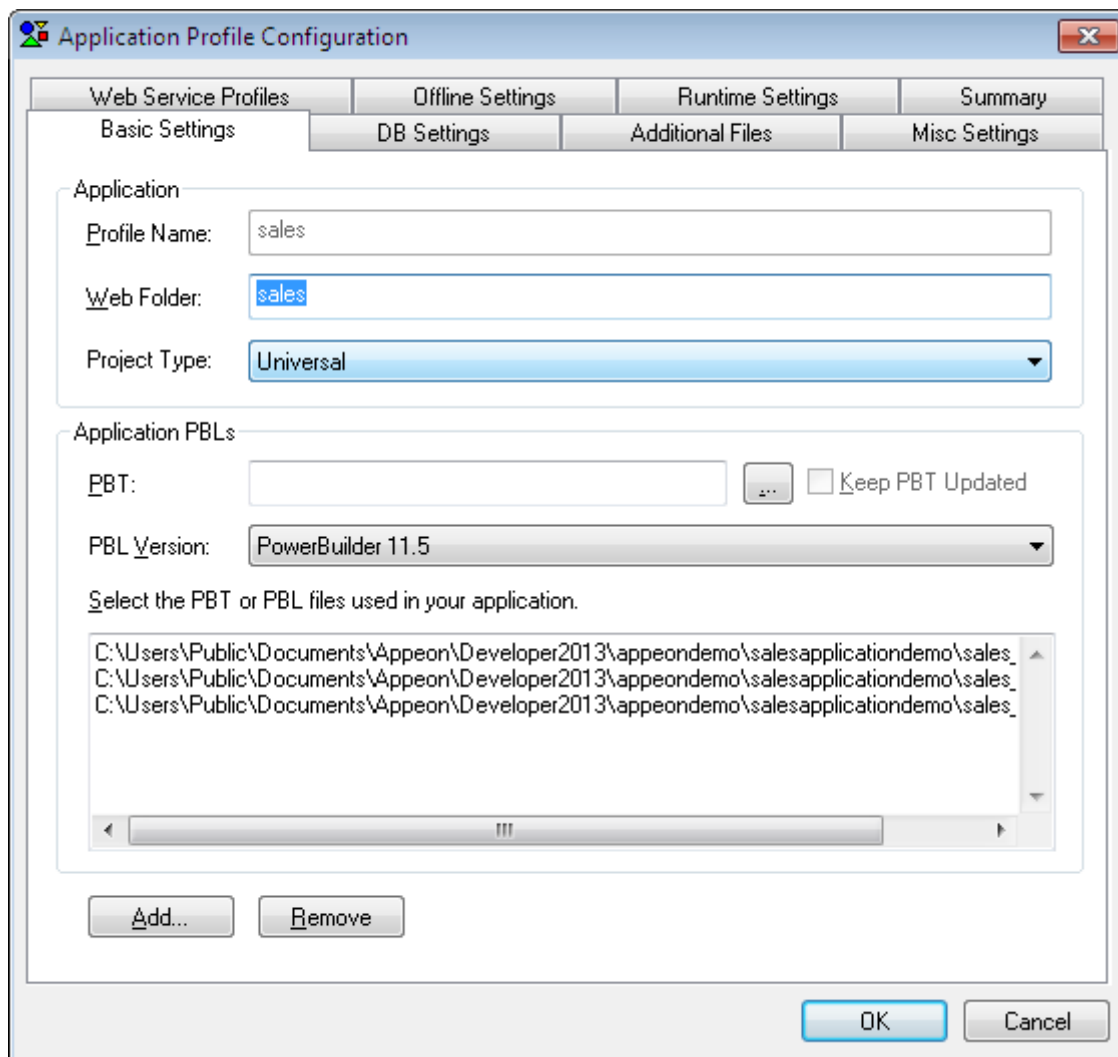 Application Profile Configuration
Web Service Profiles Offline Settings Runtime Settings Summary
Basic Settings DB Settings Additional Files Misc Settings
Application
Profile Name: sales
Web Folder: sales
Project Type: Universal
Application PBLs
PBT: ... Keep PBT Updated
PBL Version: PowerBuilder 11.5
Select the PBT or PBL files used in your application.
C:\Users\Public\Documents\Appeon\Developer2013\appeondemo\salesapplicationdemo\sales_
C:\Users\Public\Documents\Appeon\Developer2013\appeondemo\salesapplicationdemo\sales_
C:\Users\Public\Documents\Appeon\Developer2013\appeondemo\salesapplicationdemo\sales_
Add... Remove
OK Cancel